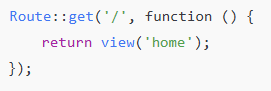 Route::get('/', function () {
    return view('home');
});